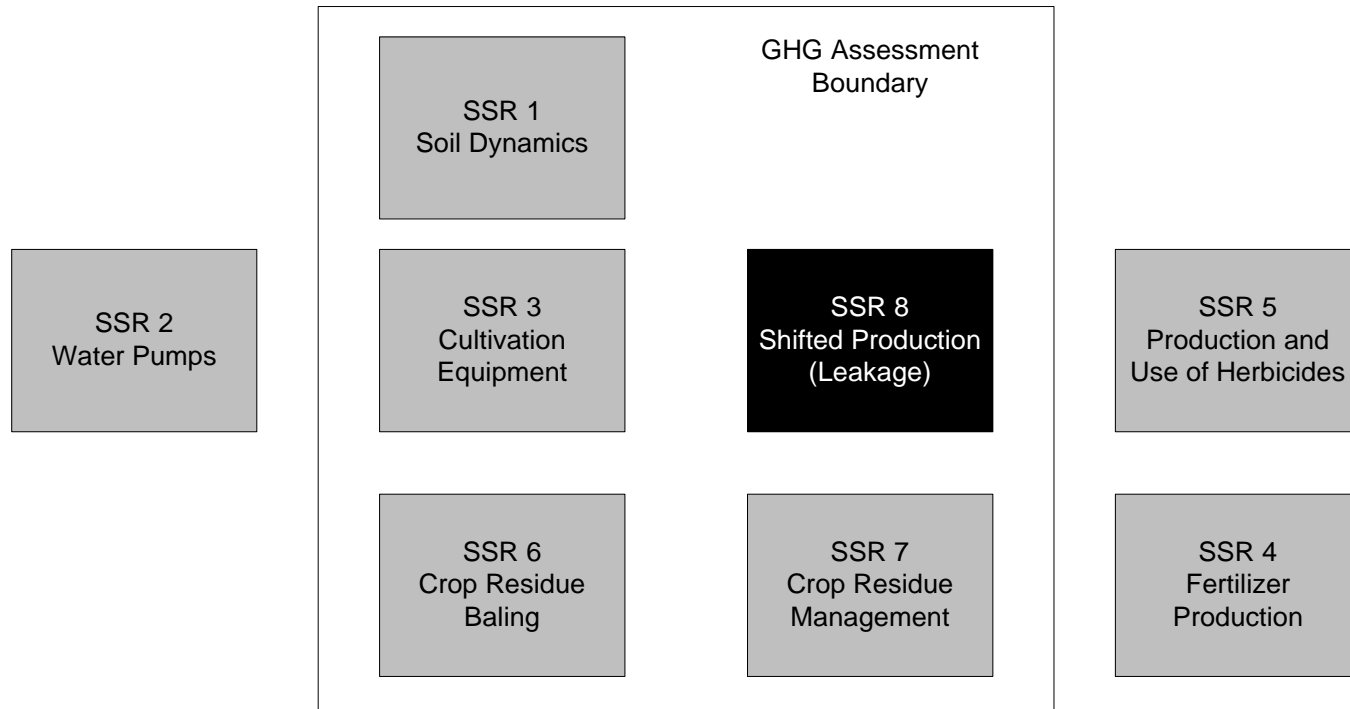 GHG Assessment
Boundary
SSR 1
Soil Dynamics
SSR 2
Water Pumps
SSR 3
Cultivation
Equipment
SSR 8
Shifted Production
(Leakage)
SSR 5
Production and
Use of Herbicides
SSR 6
Crop Residue
Baling
SSR 7
Crop Residue
Management
SSR 4
Fertilizer
Production